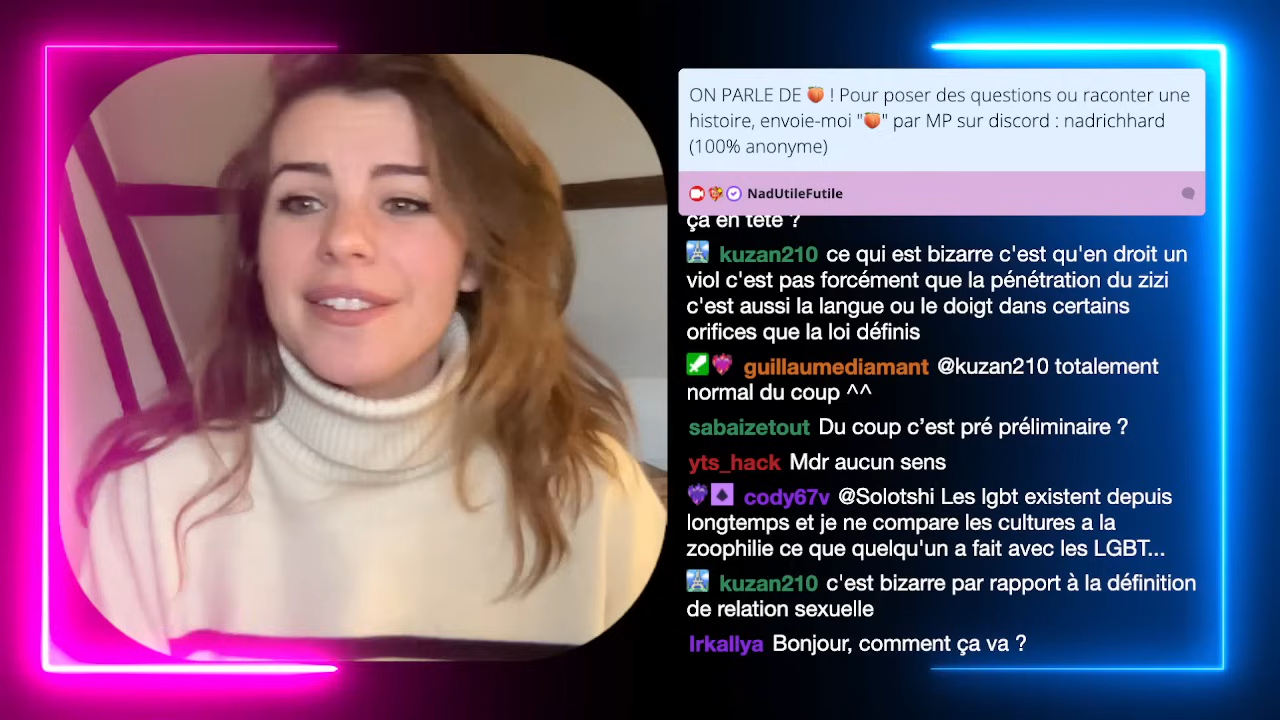 ON PARLE DE 🍑 ! Pour poser des questions ou raconter une
histoire, envoie-moi "🍑" par MP sur discord : nadrichhard
(100% anonyme)
NadUtileFutile
ça en tête ?
kuzan210 ce qui est bizarre c'est qu'en droit un
viol c'est pas forcément que la pénétration du zizi
c'est aussi la langue ou le doigt dans certains
orifices que la loi définis
guillaumediamant @kuzan210 totalement
normal du coup ^^
sabaizetout Du coup c’est pré préliminaire ?
yts_hack Mdr aucun sens
cody67v @Solotshi Les lgbt existent depuis
longtemps et je ne compare les cultures a la
zoophilie ce que quelqu'un a fait avec les LGBT...
kuzan210 c'est bizarre par rapport à la définition
de relation sexuelle
Irkallya Bonjour, comment ça va ?